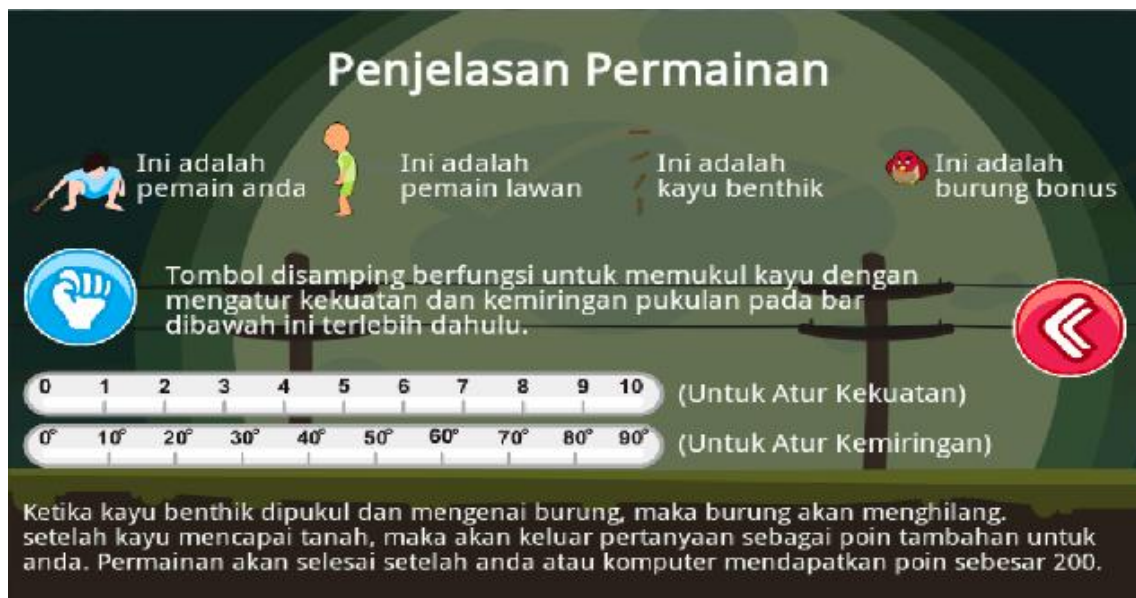 Penjelasan Permainan
Ini adalah
pemain anda
Ini adalah
pemain lawan
Ini adalah
kayu benthik
Ini adalah
burung bonus
Tombol disamping berfungsi untuk memukul kayu dengan
mengatur kekuatan dan kemiringan pukulan pada bar
dibawah ini terlebih dahulu.
0 1 2 3 4 5 6 7 8 9 10 (Untuk Atur Kekuatan)
0° 10° 20° 30° 40° 50° 60° 70° 80° 90° (Untuk Atur Kemiringan)
Ketika kayu benthik dipukul dan mengenai burung, maka burung akan menghilang.
setelah kayu mencapai tanah, maka akan keluar pertanyaan sebagai poin tambahan untuk
anda. Permainan akan selesai setelah anda atau komputer mendapatkan poin sebesar 200.